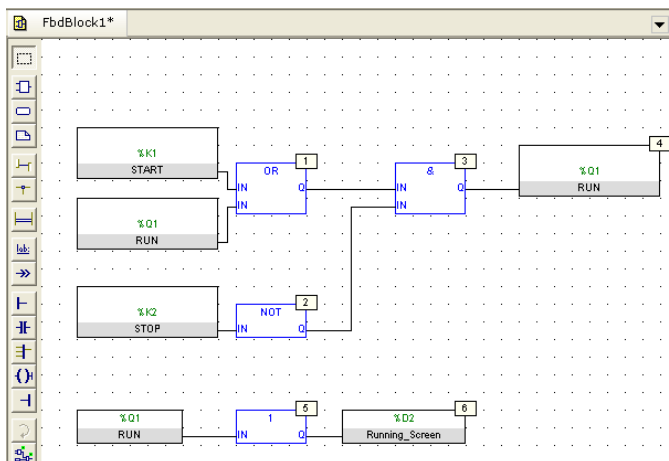 FbdBlock1*
%K1
START
1
OR
IN Q
IN
3
&
IN Q
IN
4
%Q1
RUN
%Q1
RUN
%K2
STOP
2
NOT
IN Q
%Q1
RUN
5
1
IN Q
6
%D2
Running_Screen
lab: